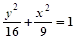 y²/16 + x²/9 = 1